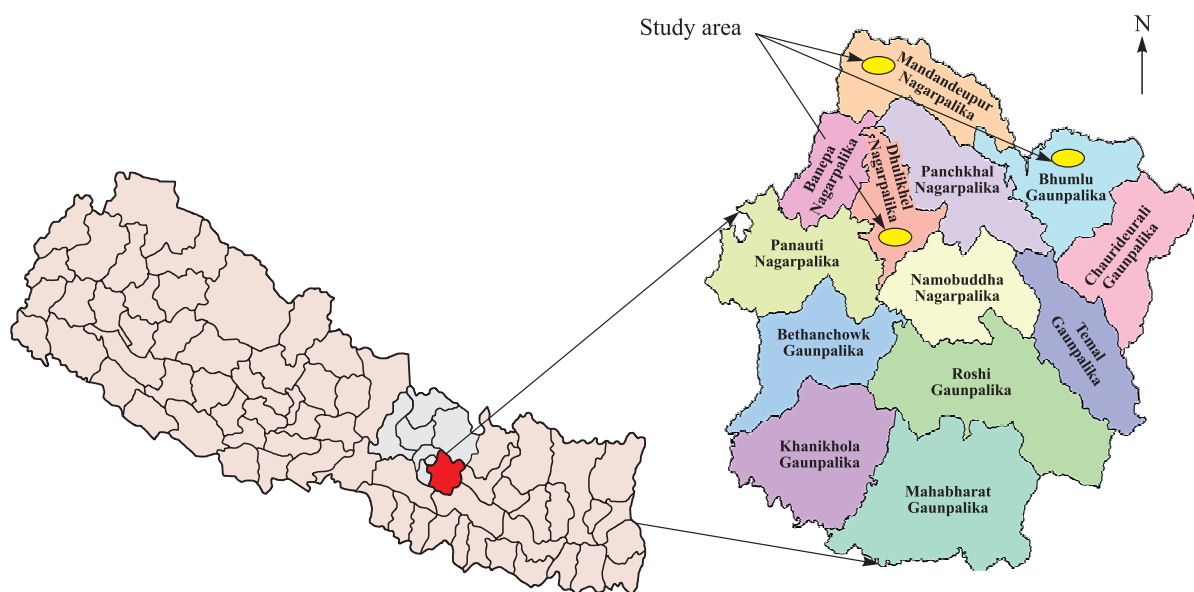 Study area
N
Mandandeupur
Nagarpalika
Banepa
Nagarpalika
Dhulikhel
Nagarpalika
Panchkhal
Nagarpalika
Bhumlu
Gaunpalika
Chaurideurali
Gaunpalika
Panauti
Nagarpalika
Namobuddha
Nagarpalika
Temal
Gaunpalika
Bethanchowk
Gaunpalika
Roshi
Gaunpalika
Khanikhola
Gaunpalika
Mahabharat
Gaunpalika